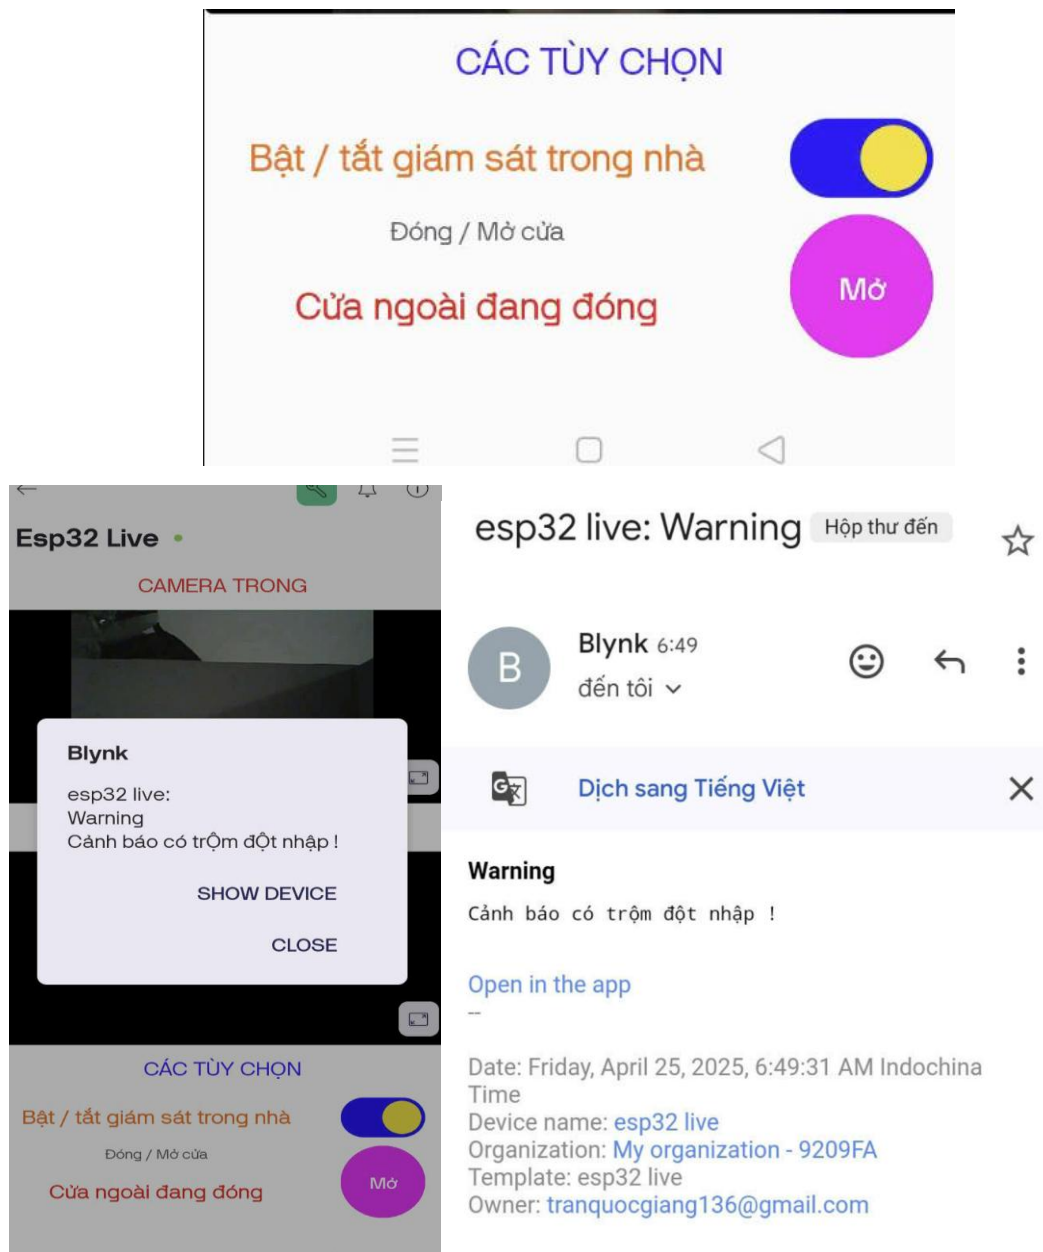 CÁC TÙY CHỌN
Bật / tắt giám sát trong nhà
Đóng / Mở cửa
Mở
Cửa ngoài đang đóng
Esp32 Live
CAMERA TRONG
Blynk
esp32 live:
Warning
Cảnh báo có trỘm đỘt nhập !
SHOW DEVICE
CLOSE
CÁC TÙY CHỌN
Bật / tắt giám sát trong nhà
Đóng / Mở cửa
Mở
Cửa ngoài đang đóng
esp32 live: Warning Hộp thư đến
B
Blynk 6:49
đến tôi
Dịch sang Tiếng Việt
Warning
Cảnh báo có trộm đột nhập !
Open in the app
--
Date: Friday, April 25, 2025, 6:49:31 AM Indochina
Time
Device name: esp32 live
Organization: My organization - 9209FA
Template: esp32 live
Owner: tranquocgiang136@gmail.com